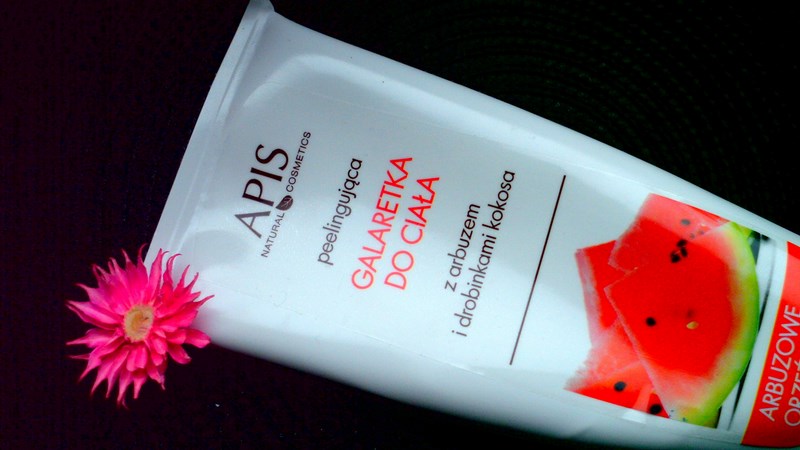 APIS
NATURAL COSMETICS
peelingująca
GALARETKA
DO CIAŁA
z arbuzem
i drobinkami kokosa
ARBUZOWE